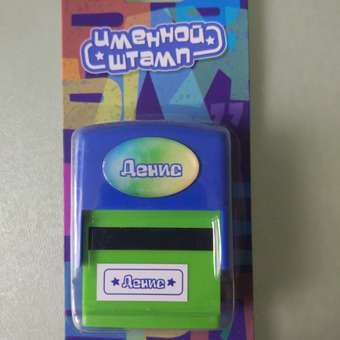 именной
штамп
Денис
Денис